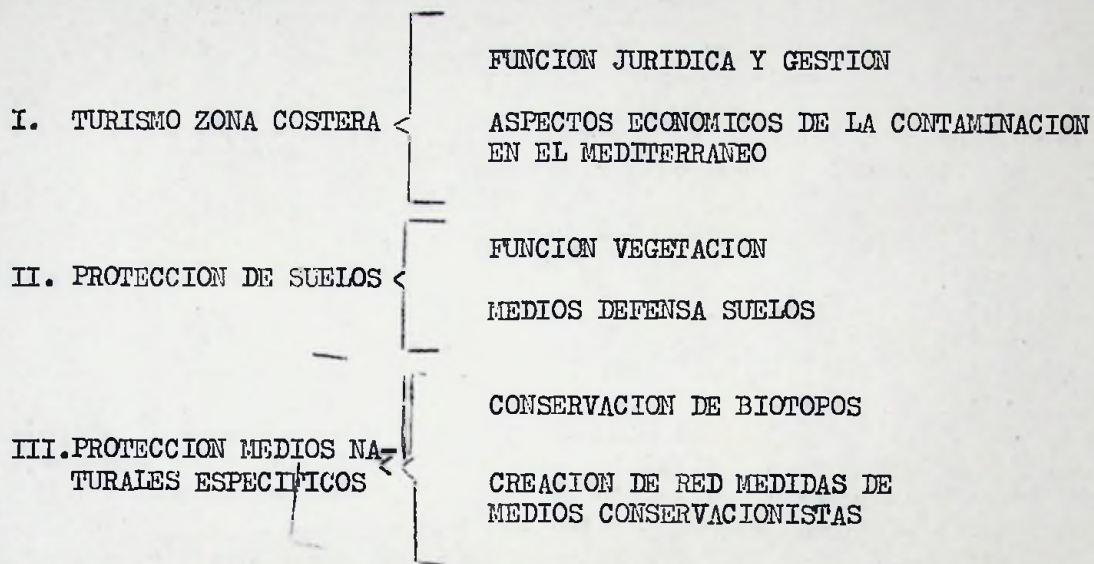 FUNCION JURIDICA Y GESTION
I. TURISMO ZONA COSTERA
ASPECTOS ECONOMICOS DE LA CONTAMINACION
EN EL MEDITERRANEO
FUNCION VEGETACION
II. PROTECCION DE SUELOS
MEDIOS DEFENSA SUELOS
CONSERVACION DE BIOTOPOS
III.PROTECCION MEDIOS NA-
TURALES ESPECIFICOS
CREACION DE RED MEDIDAS DE
MEDIOS CONSERVACIONISTAS